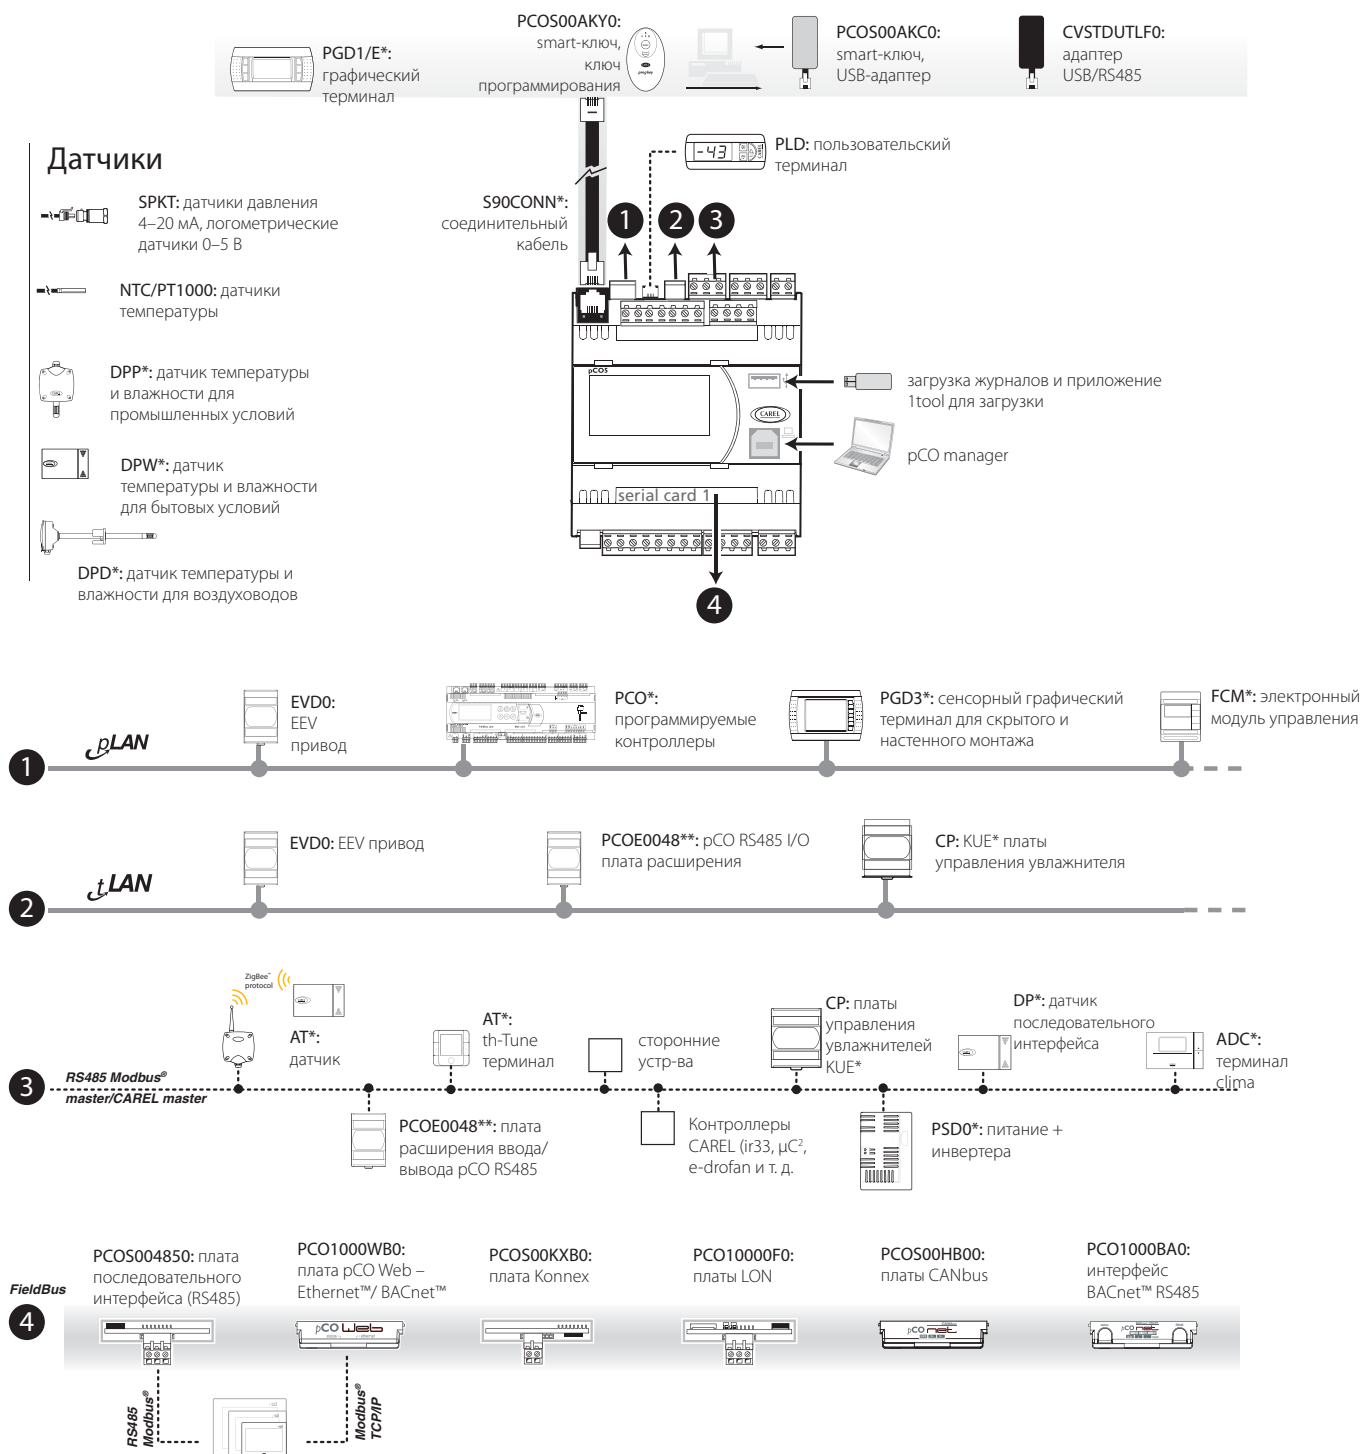 PGD1/E*:
графический
терминал
PCOS00AKY0:
smart-ключ,
ключ
программирования
PCOS00AKC0:
smart-ключ,
USB-адаптер
CVSTDUTLF0:
адаптер
USB/RS485
PLD: пользовательский
терминал
Датчики
SPKT: датчики давления
4–20 мА, логометрические
датчики 0–5 В
NTC/PT1000: датчики
температуры
DPP*: датчик температуры
и влажности для
промышленных условий
DPW*: датчик
температуры и влажности
для бытовых условий
DPD*: датчик температуры и
влажности для воздуховодов
S90CONN*:
соединительный
кабель
1
2
3
pCOS
CAREL
загрузка журналов и приложение
1tool для загрузки
pCO manager
serial card 1
4
1
pLAN
EVD0:
EEV
привод
PCO*:
программируемые
контроллеры
PGD3*: сенсорный графический
терминал для скрытого и
настенного монтажа
FCM*: электронный
модуль управления
2
tLAN
EVD0: EEV привод
PCOE0048**: pCO RS485 I/O
плата расширения
CP: KUE* платы
управления увлажнителя
3
RS485 Modbus®
master/CAREL master
ZigBee™
protocol
AT*:
датчик
AT*:
th-Tune
терминал
сторонние
устр-ва
CP: платы
управления
увлажнителей
KUE*
DP*: датчик
последовательного
интерфейса
ADC*:
терминал
clima
PCOE0048**: плата
расширения ввода/
вывода pCO RS485
Контроллеры
CAREL (ir33, µC²,
e-drofan и т. д.
PSD0*: питание +
инвертера
FieldBus
4
PCOS004850: плата
последовательного
интерфейса (RS485)
PCO1000WB0:
плата pCO Web –
Ethernet™/ BACnet™
PCOS00KXB0:
плата Konnex
PCO10000F0:
платы LON
PCOS00HB00:
платы CANbus
PCO1000BA0:
интерфейс
BACnet™ RS485
pCO Web
pCO net
pCO net
RS485
Modbus®
Modbus®
TCP/IP